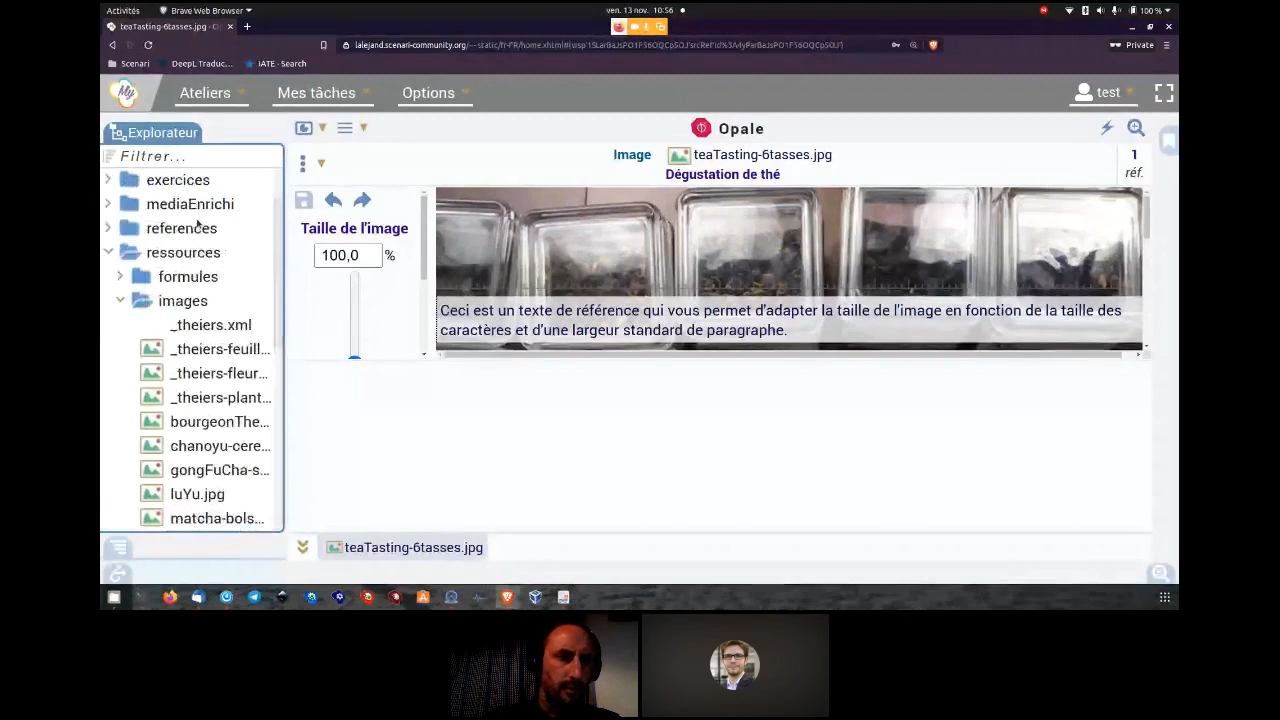 Activités
Brave Web Browser
ven. 13 nov. 10:56
100 %
teaTasting-6tasses.jpg - O
Private
Scenari
DeepL Traduc...
IATE - Search
My
Ateliers
Mes tâches
Options
test
Explorateur
Opale
Filtrer...
Image
teaTasting-6tasses.jpg
Dégustation de thé
1
réf.
exercices
mediaEnrichi
references
ressources
formules
images
_theiers.xml
_theiers-feuill...
_theiers-fleur...
_theiers-plant...
bourgeonThe...
chanoyu-cere...
gongFuCha-s...
luYu.jpg
matcha-bols...
Taille de l'image
100,0 %
Ceci est un texte de référence qui vous permet d'adapter la taille de l'image en fonction de la taille des
caractères et d'une largeur standard de paragraphe.
teaTasting-6tasses.jpg